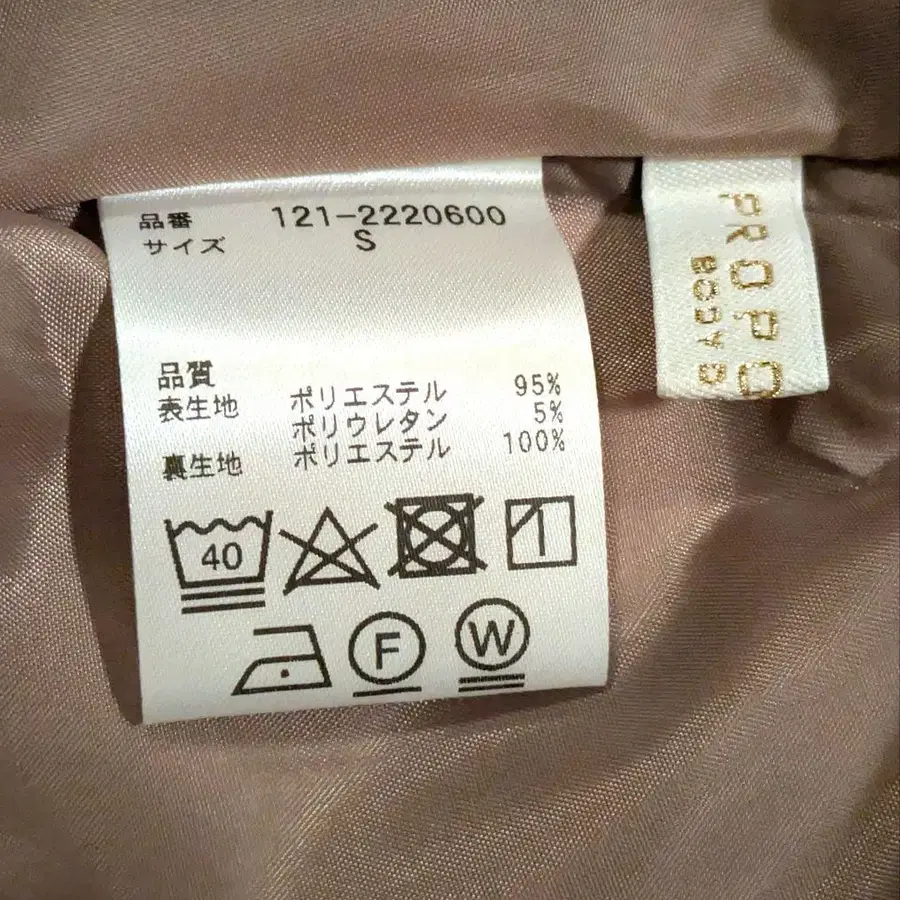 品番 121-2220600
サイズ S
品質
表生地 ポリエステル 95%
ポリウレタン 5%
裏生地 ポリエステル 100%
40
F
W
PROPO
BODY D